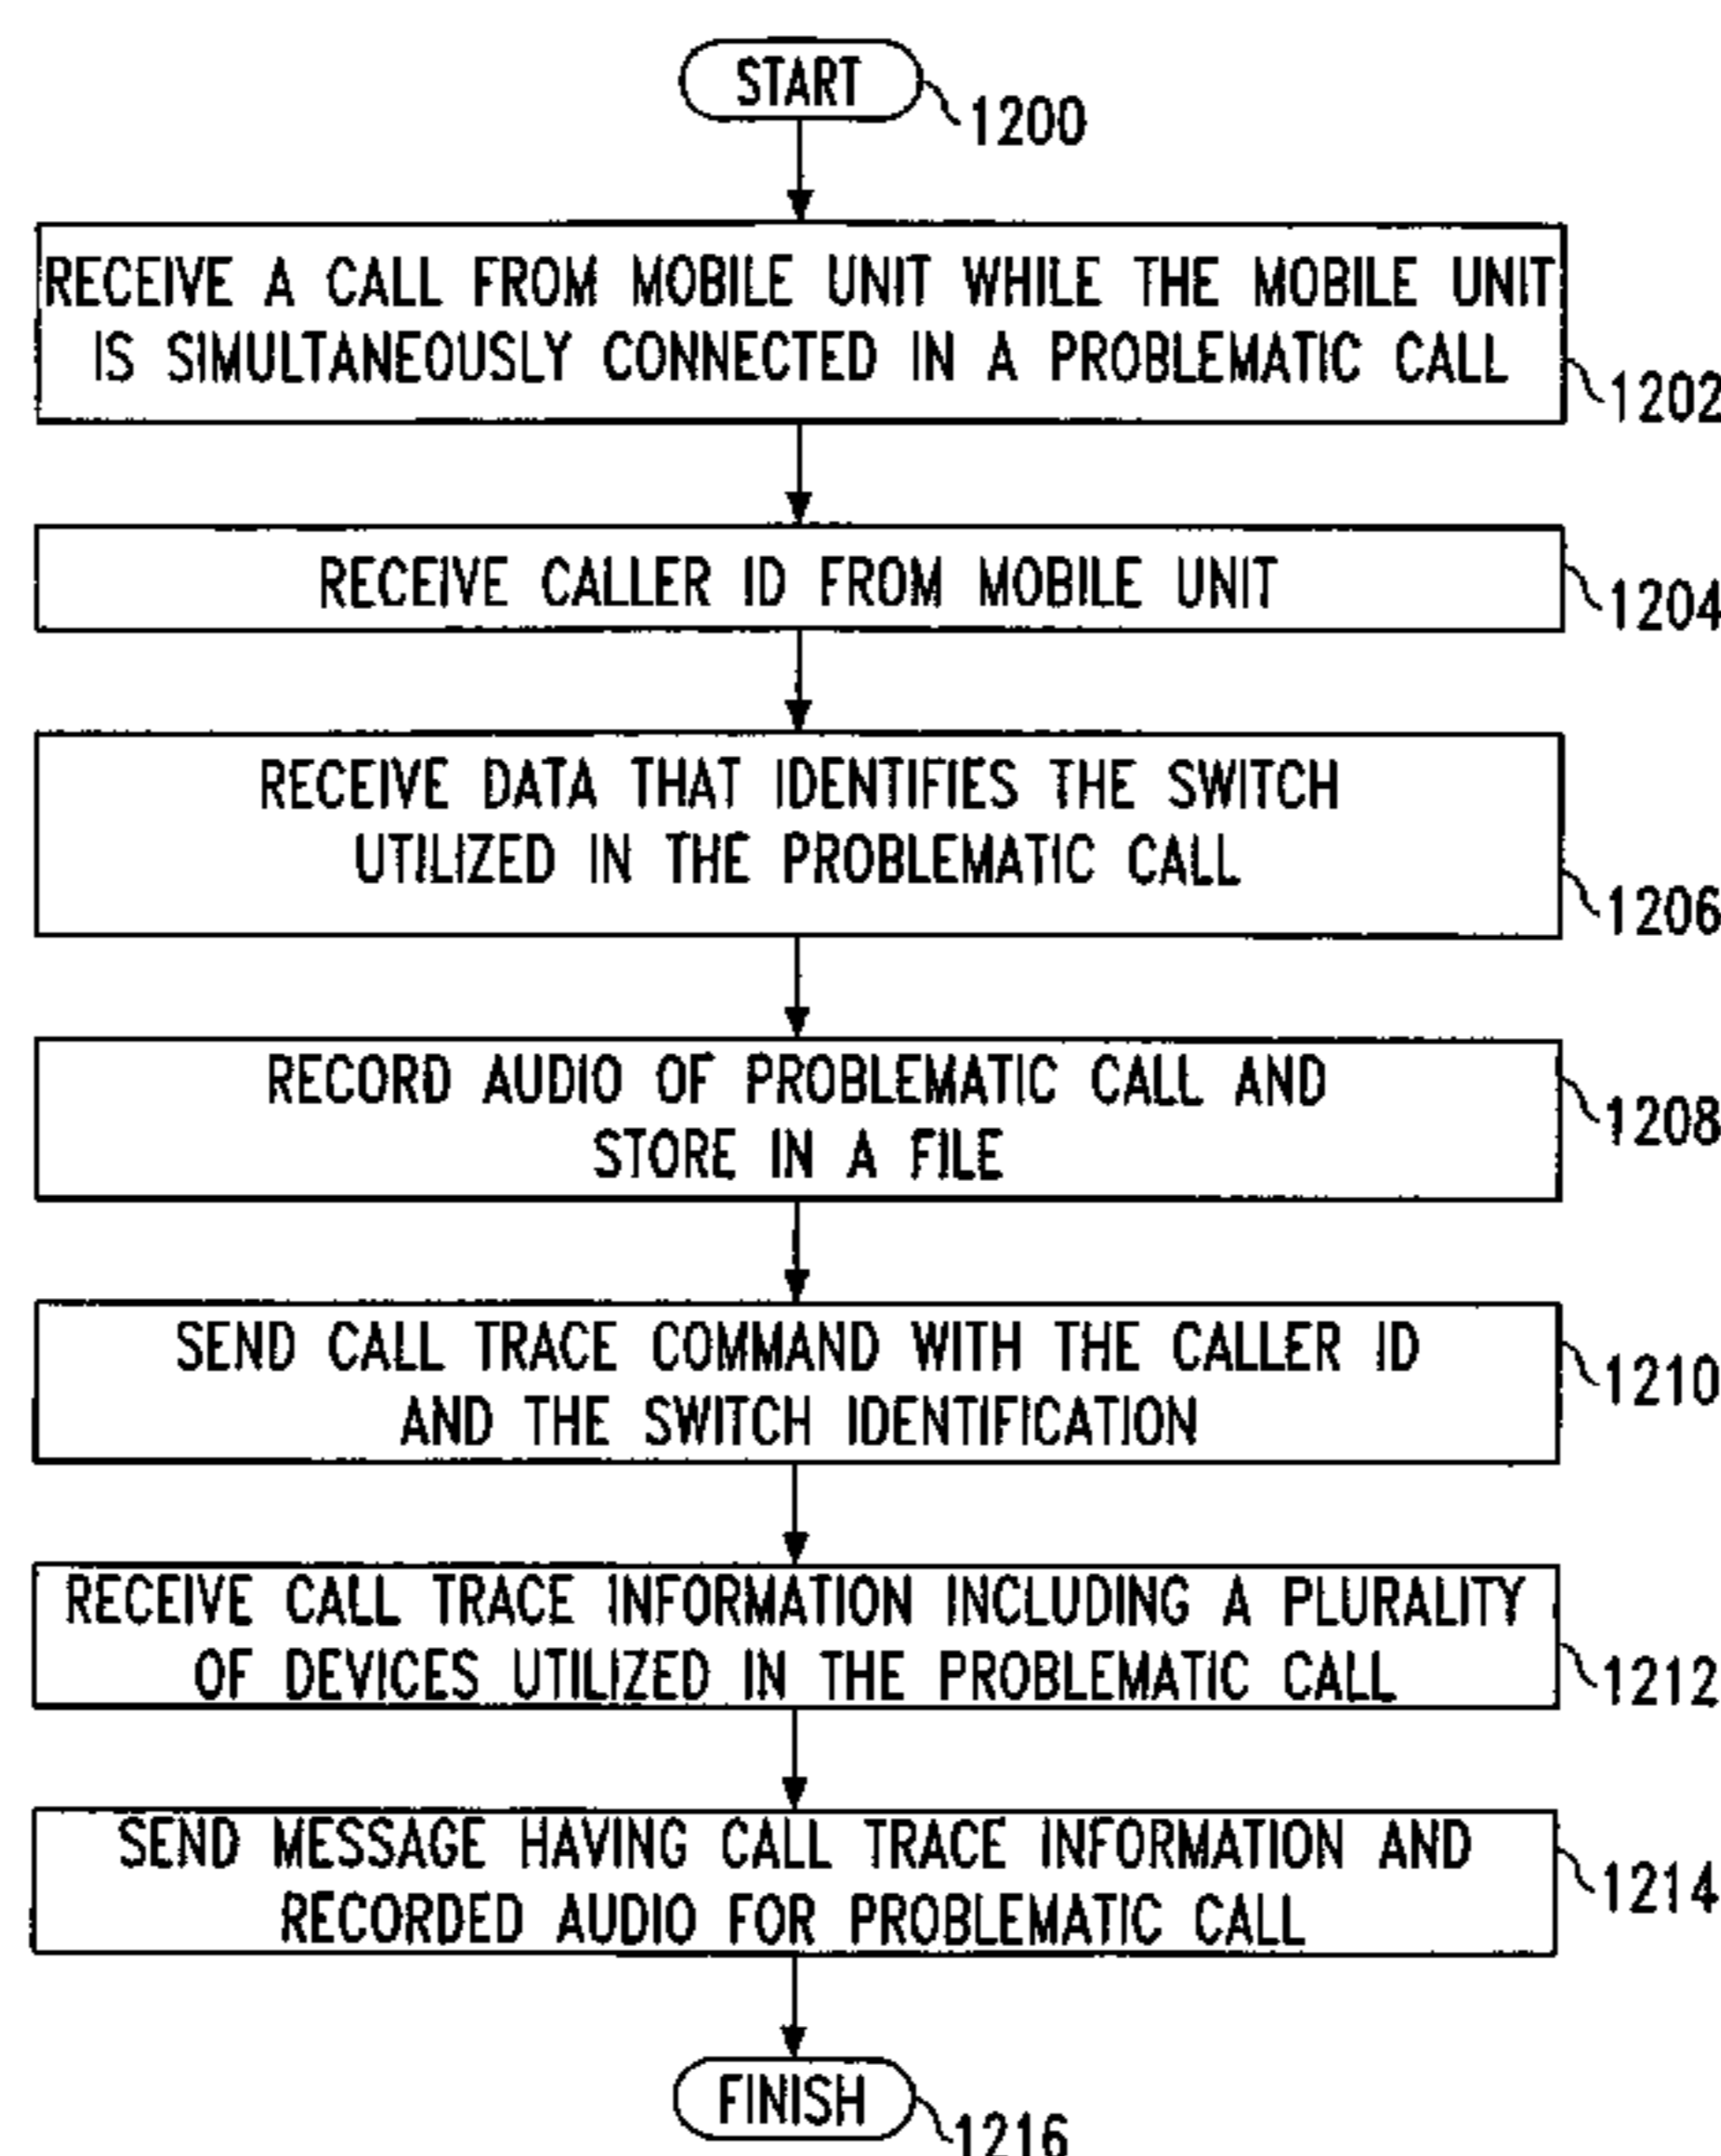 START
1200
RECEIVE A CALL FROM MOBILE UNIT WHILE THE MOBILE UNIT
IS SIMULTANEOUSLY CONNECTED IN A PROBLEMATIC CALL
1202
RECEIVE CALLER ID FROM MOBILE UNIT
1204
RECEIVE DATA THAT IDENTIFIES THE SWITCH
UTILIZED IN THE PROBLEMATIC CALL
1206
RECORD AUDIO OF PROBLEMATIC CALL AND
STORE IN A FILE
1208
SEND CALL TRACE COMMAND WITH THE CALLER ID
AND THE SWITCH IDENTIFICATION
1210
RECEIVE CALL TRACE INFORMATION INCLUDING A PLURALITY
OF DEVICES UTILIZED IN THE PROBLEMATIC CALL
1212
SEND MESSAGE HAVING CALL TRACE INFORMATION AND
RECORDED AUDIO FOR PROBLEMATIC CALL
1214
FINISH
1216